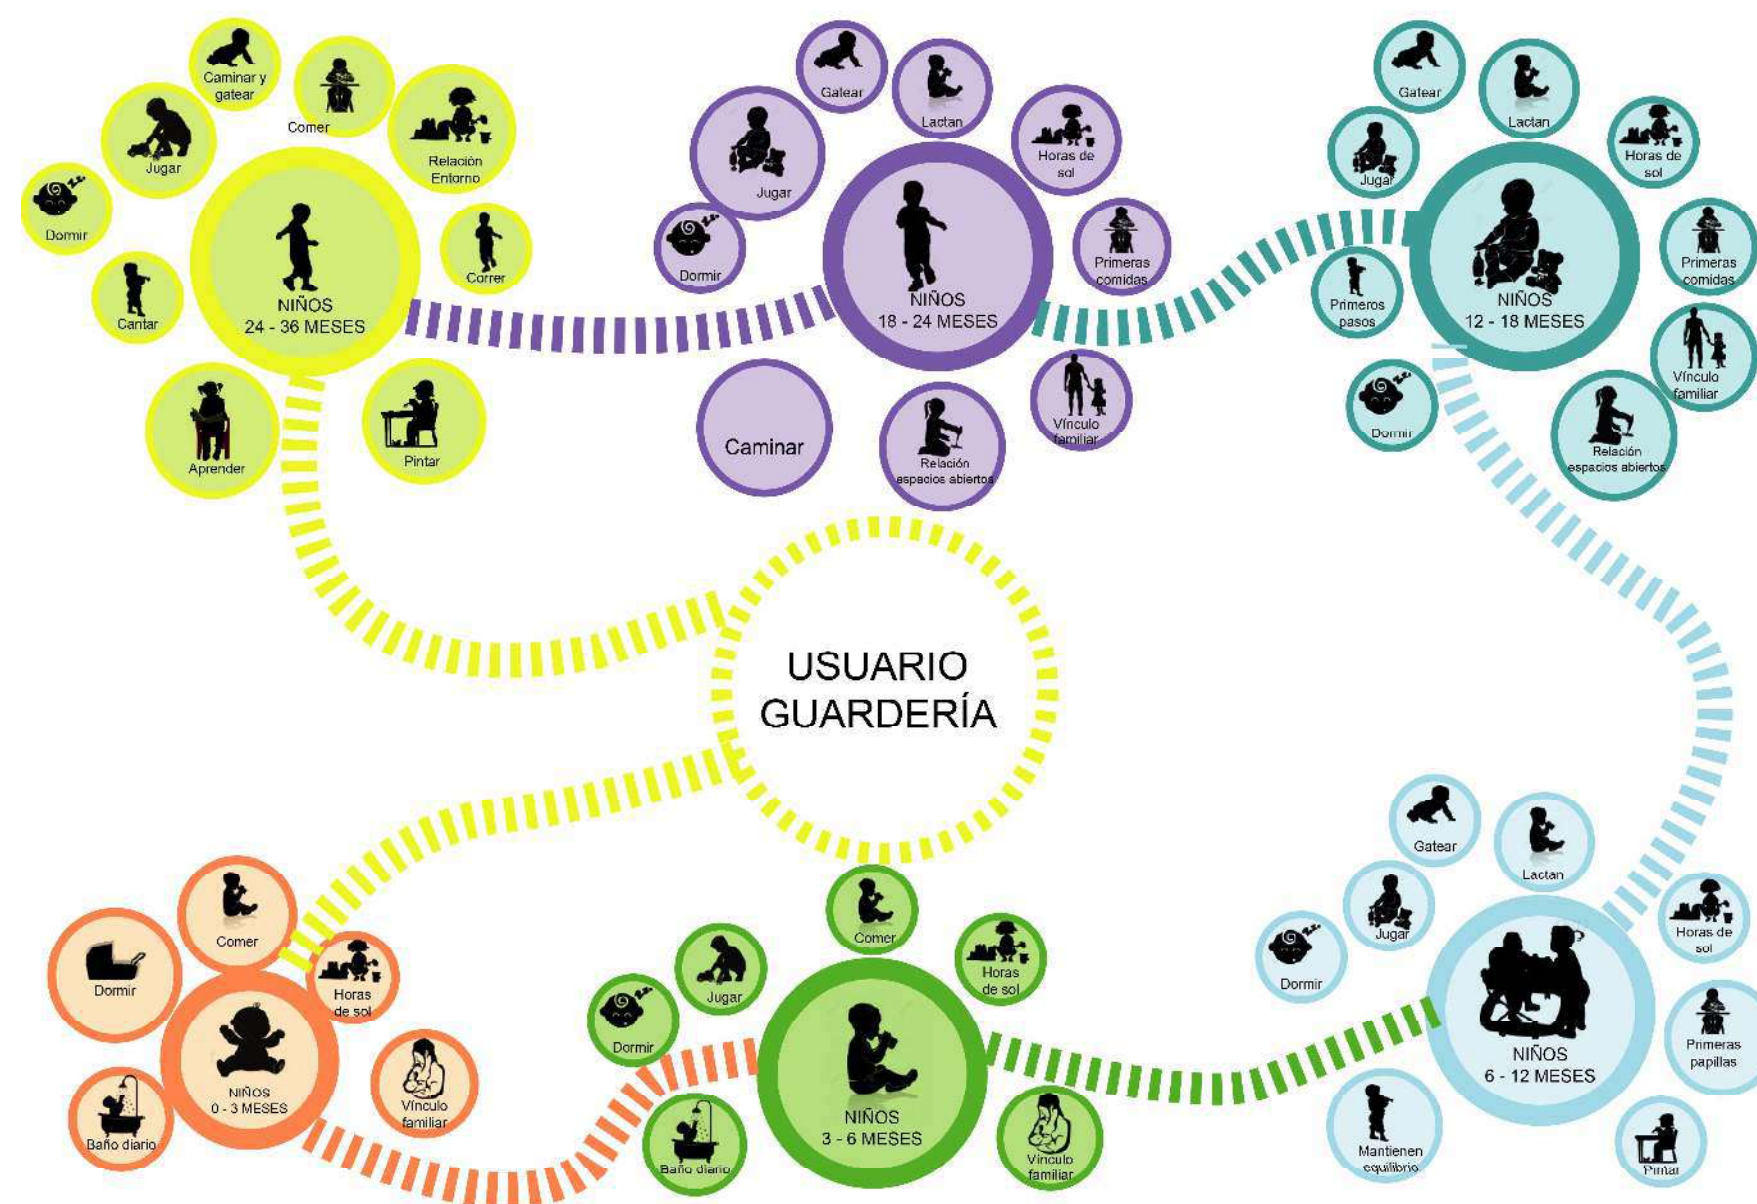 Caminar y
gatear
Comer
Jugar
Relación
Entorno
Dormir
Correr
Cantar
NIÑOS
24 - 36 MESES
Aprender
Pintar
Gatear
Lactan
Jugar
Horas de
sol
Dormir
Primeras
comidas
NIÑOS
18 - 24 MESES
Caminar
Relación
espacios abiertos
Vínculo
familiar
Gatear
Lactan
Jugar
Horas de
sol
Primeros
pasos
Primeras
comidas
NIÑOS
12 - 18 MESES
Vínculo
familiar
Dormir
Relación
espacios abiertos
USUARIO
GUARDERÍA
Comer
Dormir
Horas
de sol
NIÑOS
0 - 3 MESES
Vínculo
familiar
Baño diario
Comer
Jugar
Horas
de sol
Dormir
NIÑOS
3 - 6 MESES
Baño diario
Vínculo
familiar
Gatear
Lactan
Jugar
Horas de
sol
Dormir
Primeras
papillas
NIÑOS
6 - 12 MESES
Mantienen
equilibrio
Pintar